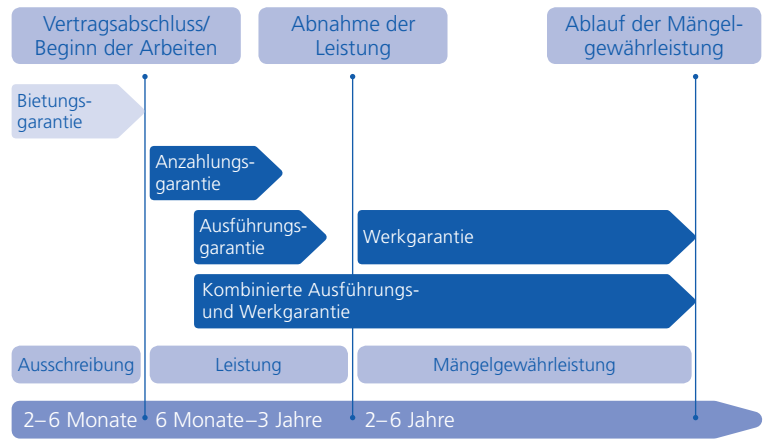 Vertragsabschluss/
Beginn der Arbeiten
Abnahme der
Leistung
Ablauf der Mängel-
gewährleistung
Bietungs-
garantie
Anzahlungs-
garantie
Ausführungs-
garantie
Werkgarantie
Kombinierte Ausführungs-
und Werkgarantie
Ausschreibung
Leistung
Mängelgewährleistung
2–6 Monate
6 Monate–3 Jahre
2–6 Jahre